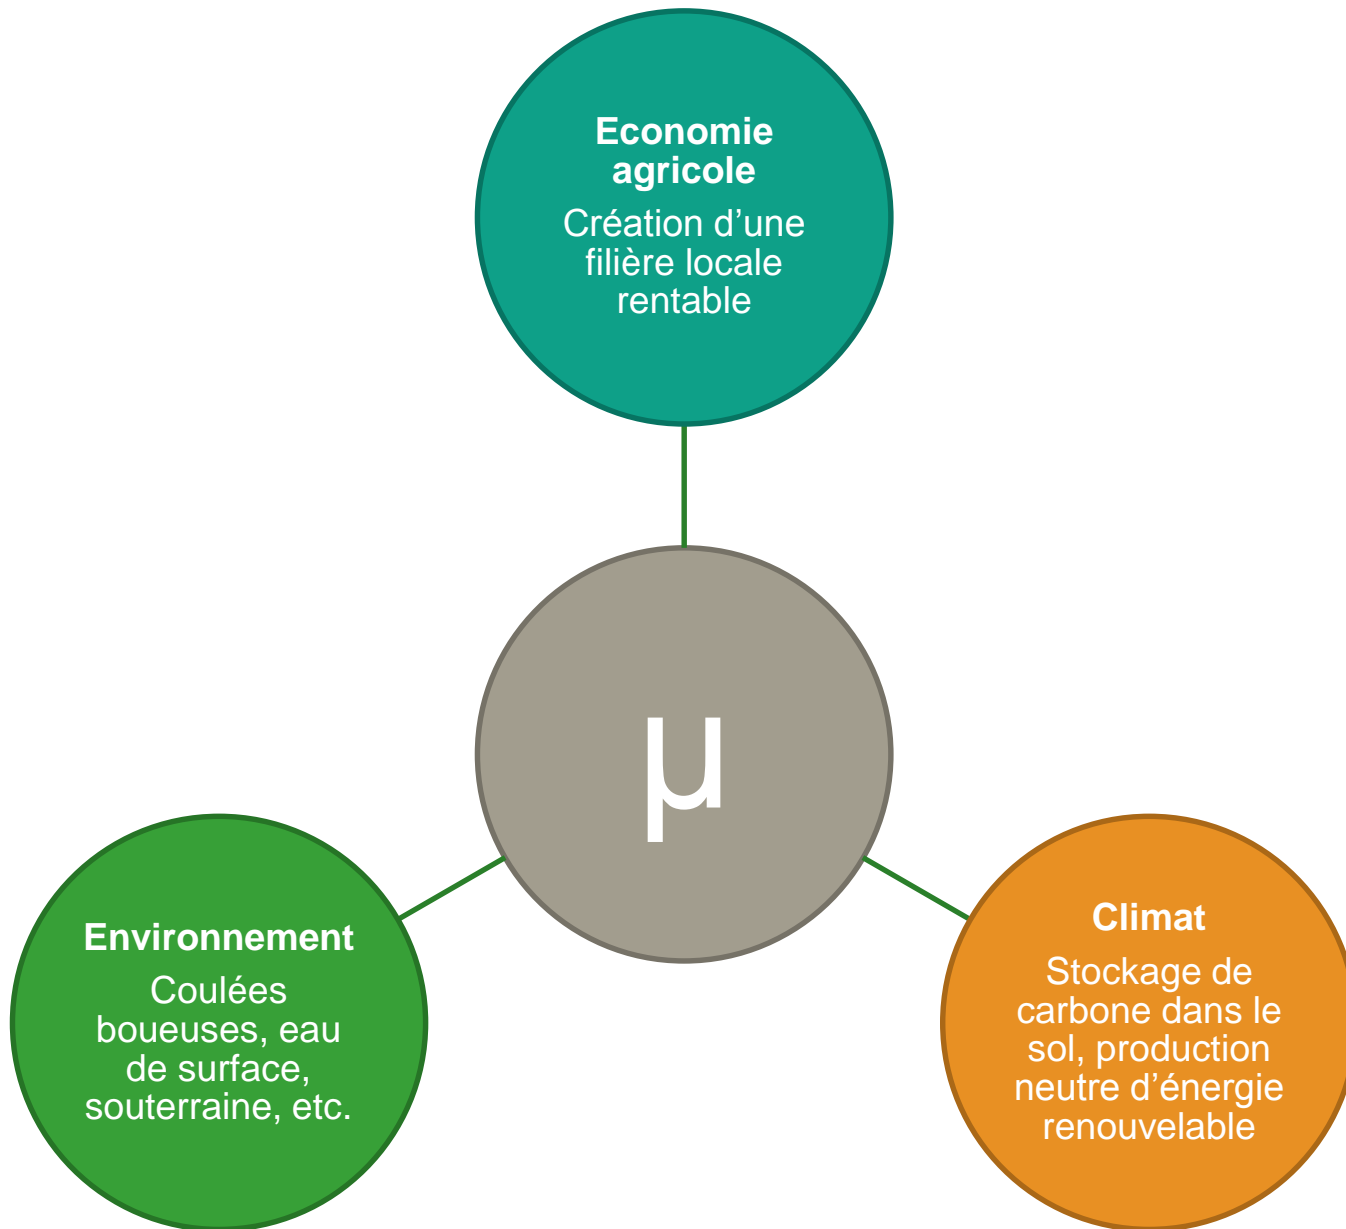 Economie
agricole
Création d’une
filière locale
rentable
µ
Environnement
Coulées
boueuses, eau
de surface,
souterraine, etc.
Climat
Stockage de
carbone dans le
sol, production
neutre d’énergie
renouvelable